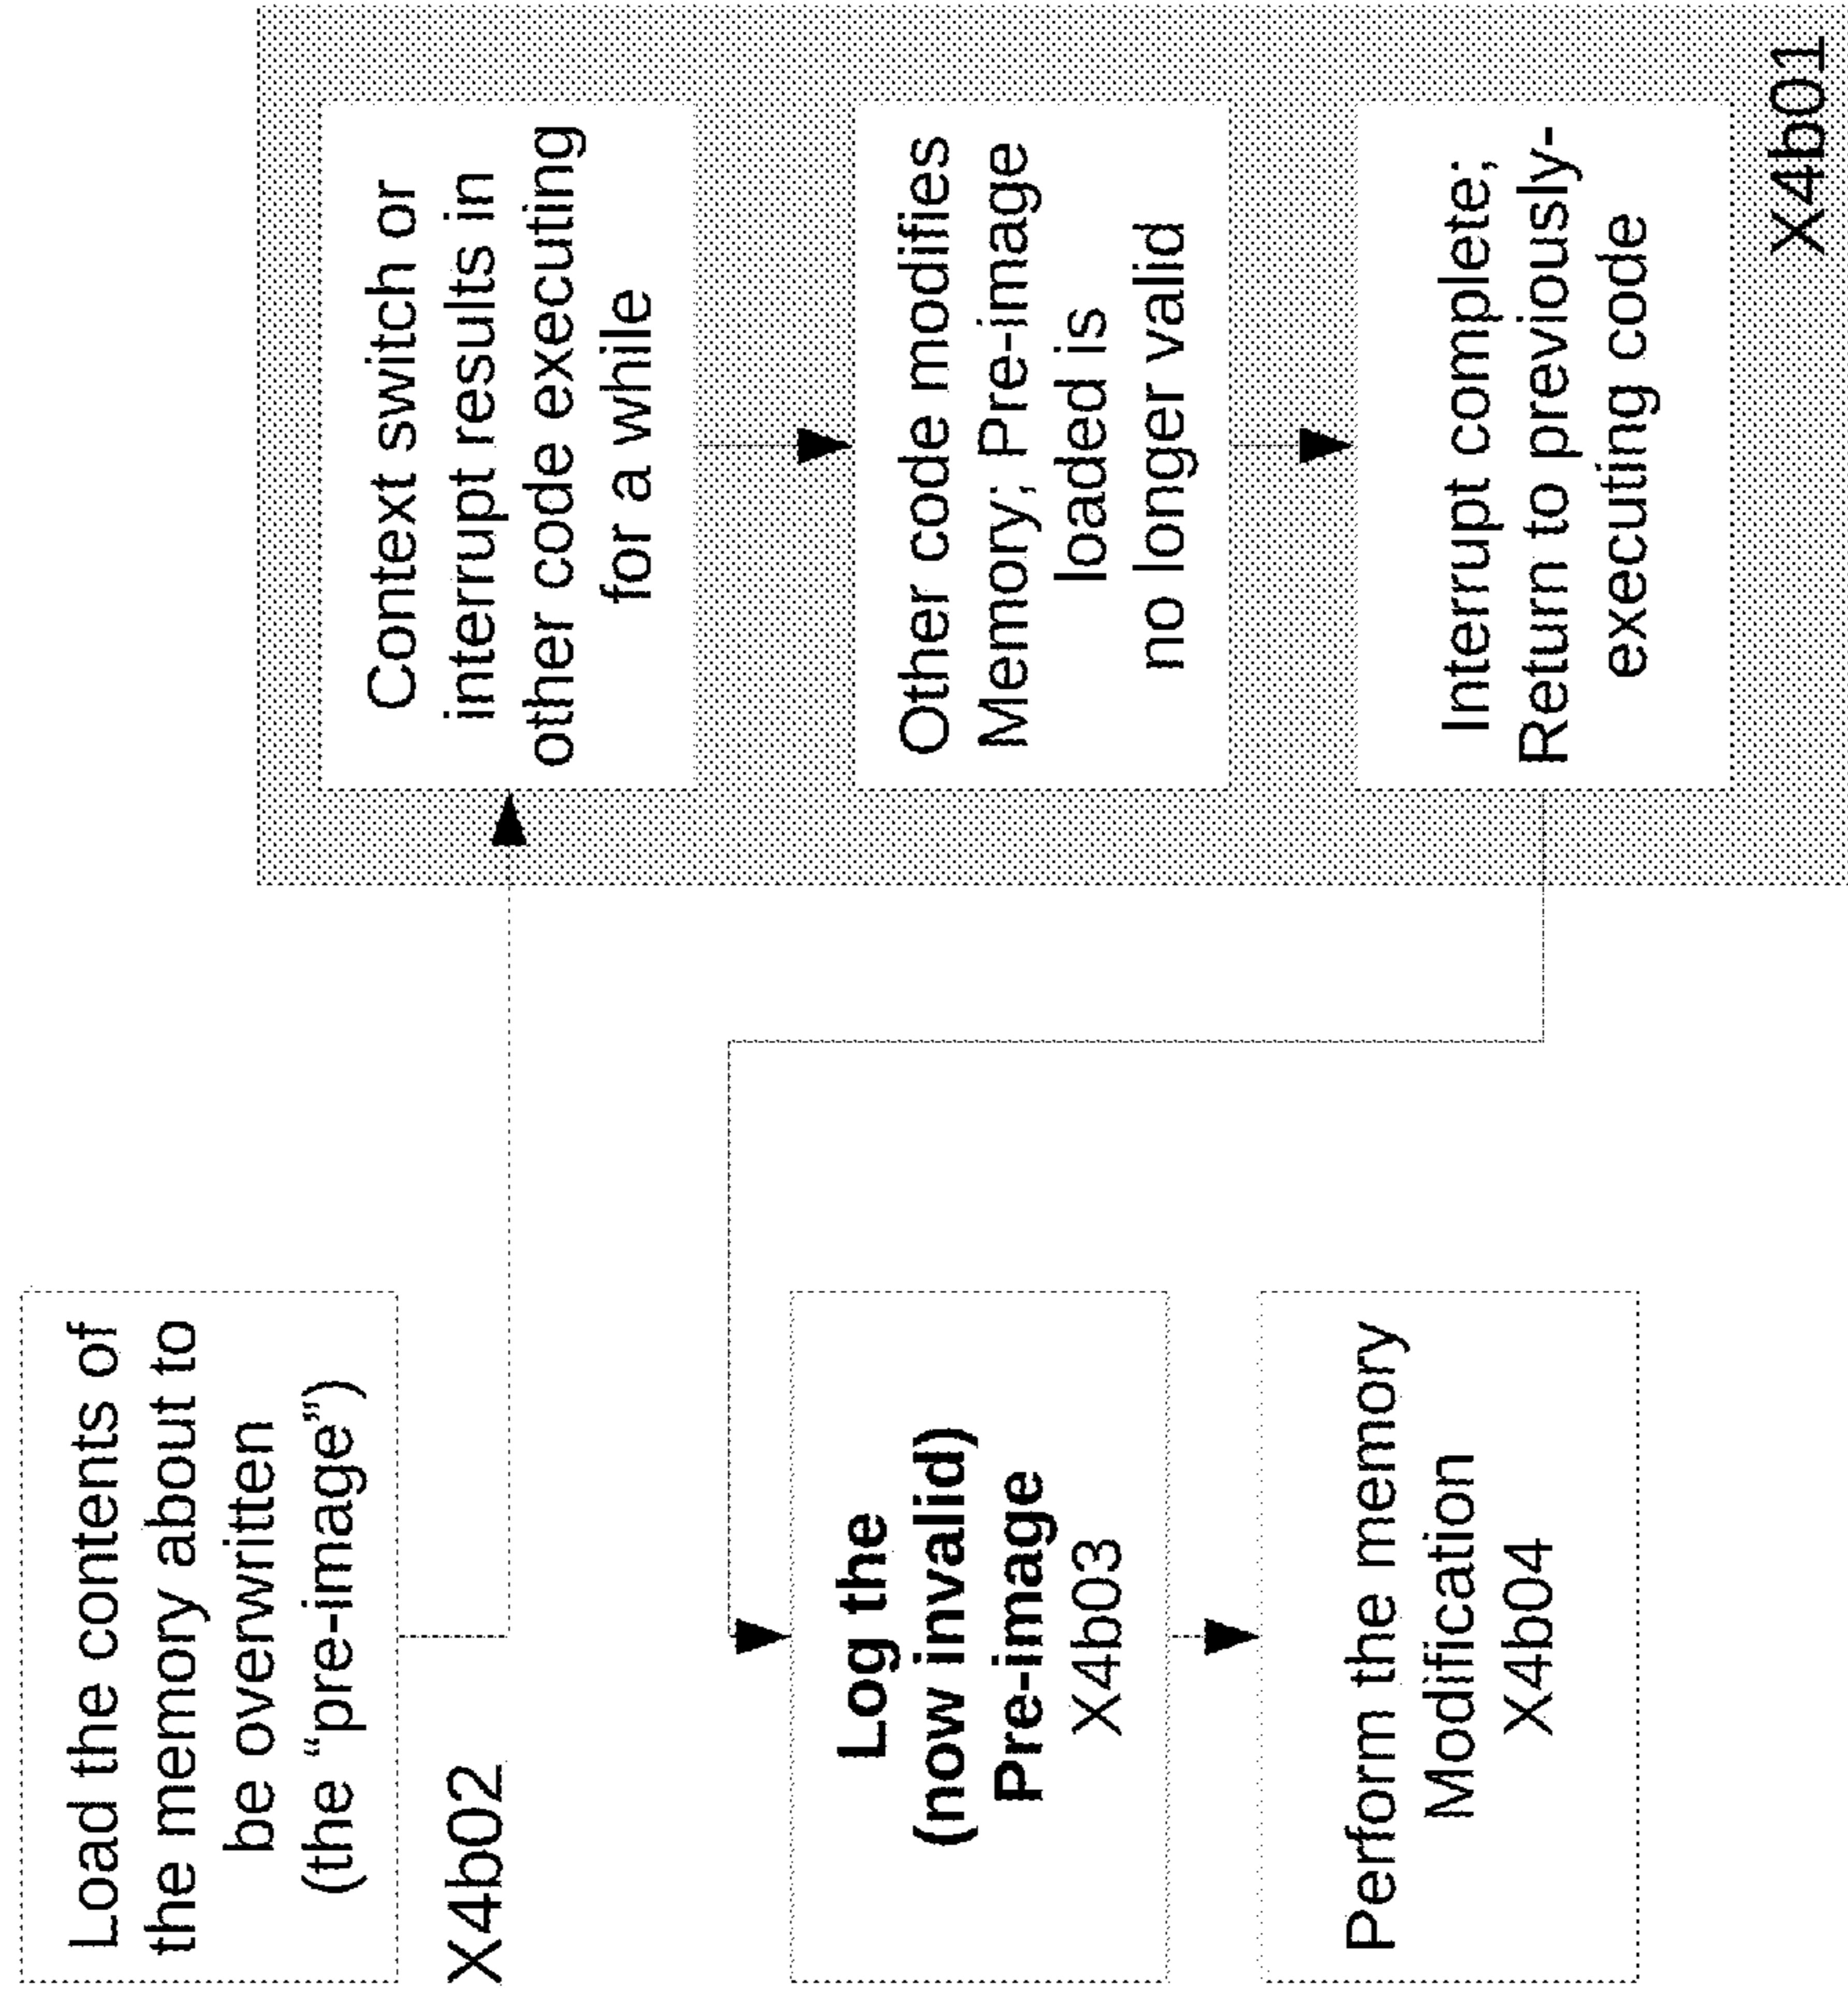 Load the contents of
the memory about to
be overwritten
(the “pre-image”)
X4b02
Context switch or
interrupt results in
other code executing
for a while
Other code modifies
Memory; Pre-image
loaded is
no longer valid
Interrupt complete;
Return to previously-
executing code
X4b01
Log the
(now invalid)
Pre-image
X4b03
Perform the memory
Modification
X4b04